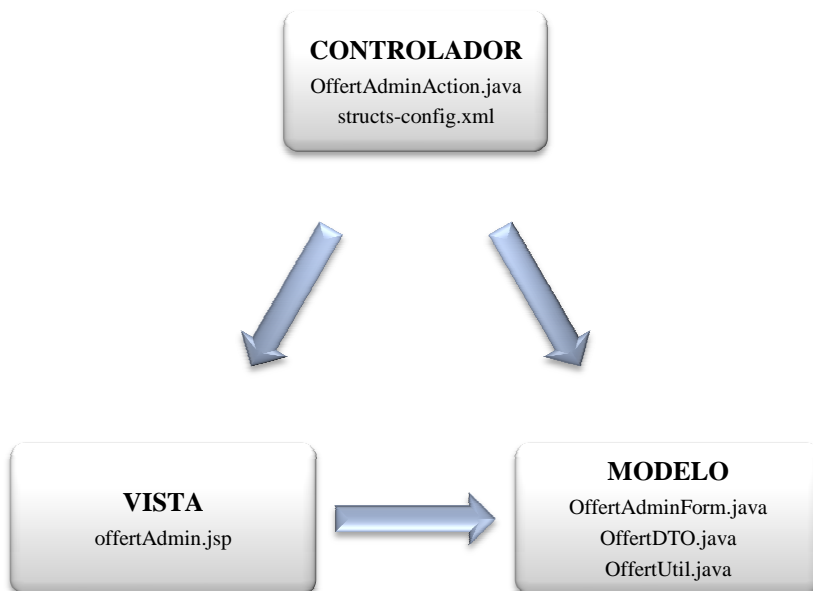 CONTROLADOR
OffertAdminAction.java
structs-config.xml
VISTA
offertAdmin.jsp
MODELO
OffertAdminForm.java
OffertDTO.java
OffertUtil.java